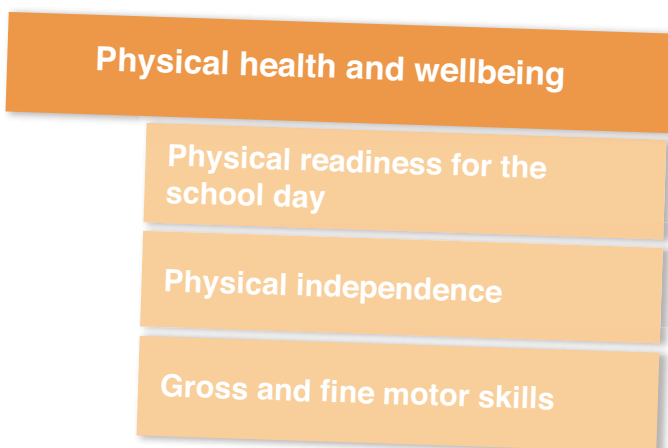 Physical health and wellbeing
Physical readiness for the
school day
Physical independence
Gross and fine motor skills